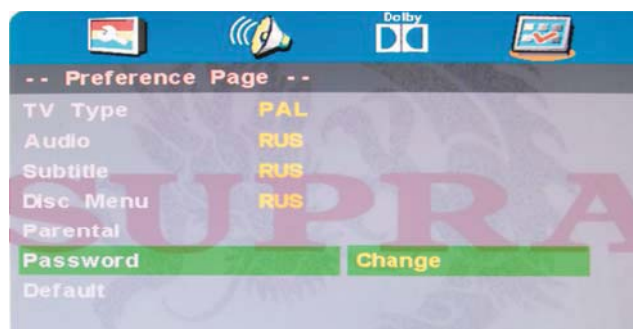 Dolby
-- Preference Page --
TV Type PAL
Audio RUS
Subtitle RUS
Disc Menu RUS
Parental
Password Change
Default
SUPRA